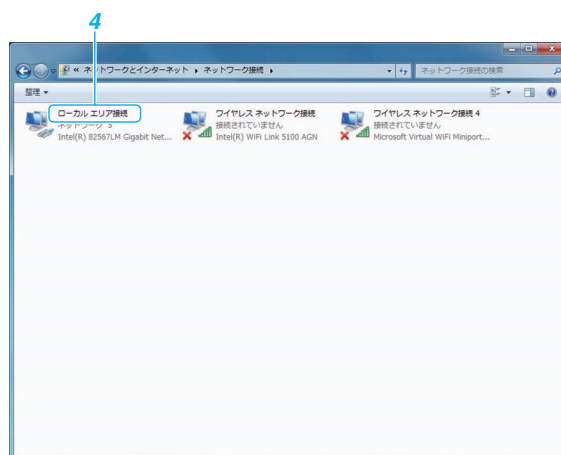 4
« ネットワークとインターネット ▸ ネットワーク接続 ▸
ネットワーク接続の検索
整理 ▾
ローカル エリア接続
ネットワーク 3
Intel(R) 82567LM Gigabit Net...
ワイヤレス ネットワーク接続
接続されていません
Intel(R) WiFi Link 5100 AGN
ワイヤレス ネットワーク接続 4
接続されていません
Microsoft Virtual WiFi Miniport...